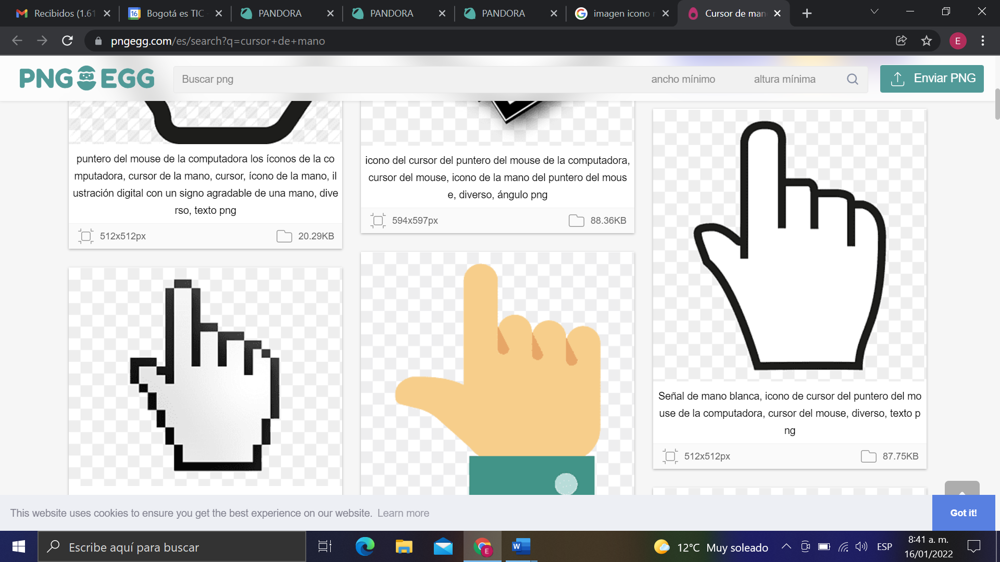 Recibidos (1.61
Bogotá es TIC
PANDORA
PANDORA
PANDORA
imagen icono
Cursor de man
pngegg.com/es/search?q=cursor+de+mano
E
PNG EGG
Buscar png
ancho mínimo
altura mínima
Enviar PNG
puntero del mouse de la computadora los íconos de la co
mputadora, cursor de la mano, cursor, ícono de la mano, il
ustración digital con un signo agradable de una mano, dive
rso, texto png
512x512px
20.29KB
icono del cursor del puntero del mouse de la computadora,
cursor del mouse, icono de la mano del puntero del mous
e, diverso, ángulo png
594x597px
88.36KB
Señal de mano blanca, icono de cursor del puntero del mo
use de la computadora, cursor del mouse, diverso, texto p
ng
512x512px
87.75KB
This website uses cookies to ensure you get the best experience on our website. Learn more
Got it!
Escribe aquí para buscar
12°C Muy soleado
ESP
8:41 a. m.
16/01/2022